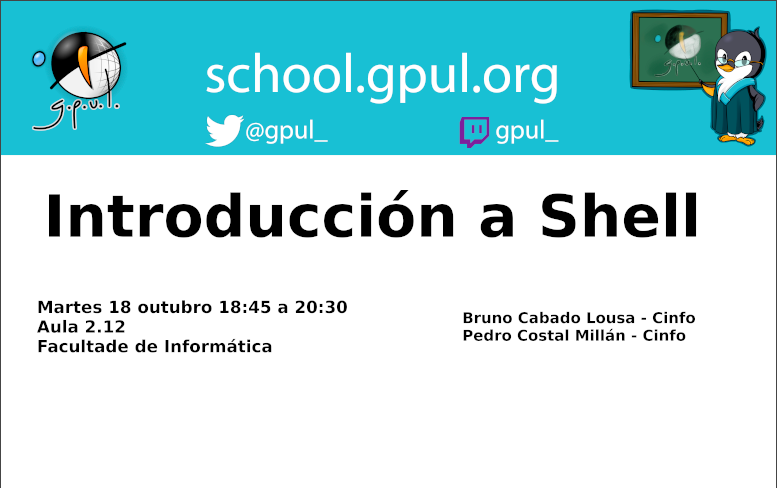 g.p.u.l.
school.gpul.org
@gpul_
gpul_
g.p.u.l.
Introducción a Shell
Martes 18 outubro 18:45 a 20:30
Aula 2.12
Facultade de Informática
Bruno Cabado Lousa - Cinfo
Pedro Costal Millán - Cinfo